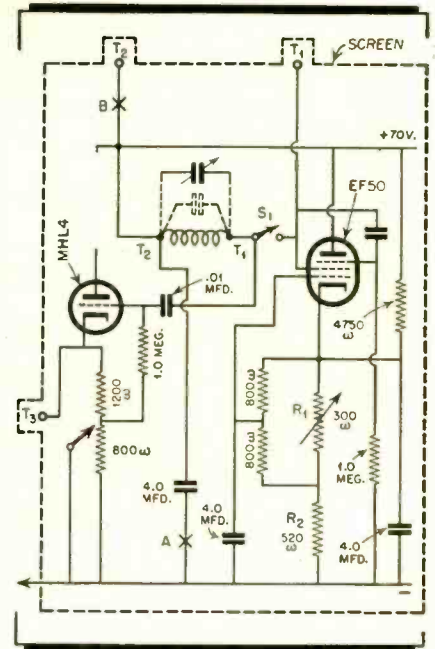 T2
T1
SCREEN
B
+70V.
EF50
S1
MHL4
T2
T1
.01
MFD.
4750
ω
1.0 MEG.
1200
ω
800ω
R1
300
ω
T3
800ω
800ω
1.0
MEG.
4.0
MFD.
4.0
MFD.
A
R2
520
ω
4.0
MFD.
−